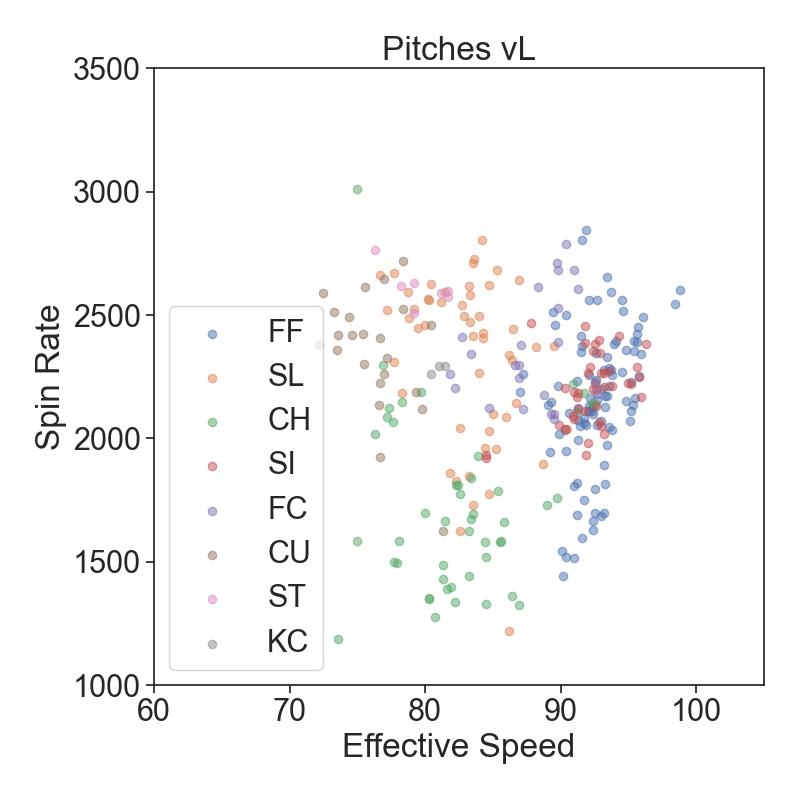 Pitches vL
3500
3000
2500
2000
1500
1000
Spin Rate
FF
SL
CH
SI
FC
CU
ST
KC
60 70 80 90 100
Effective Speed